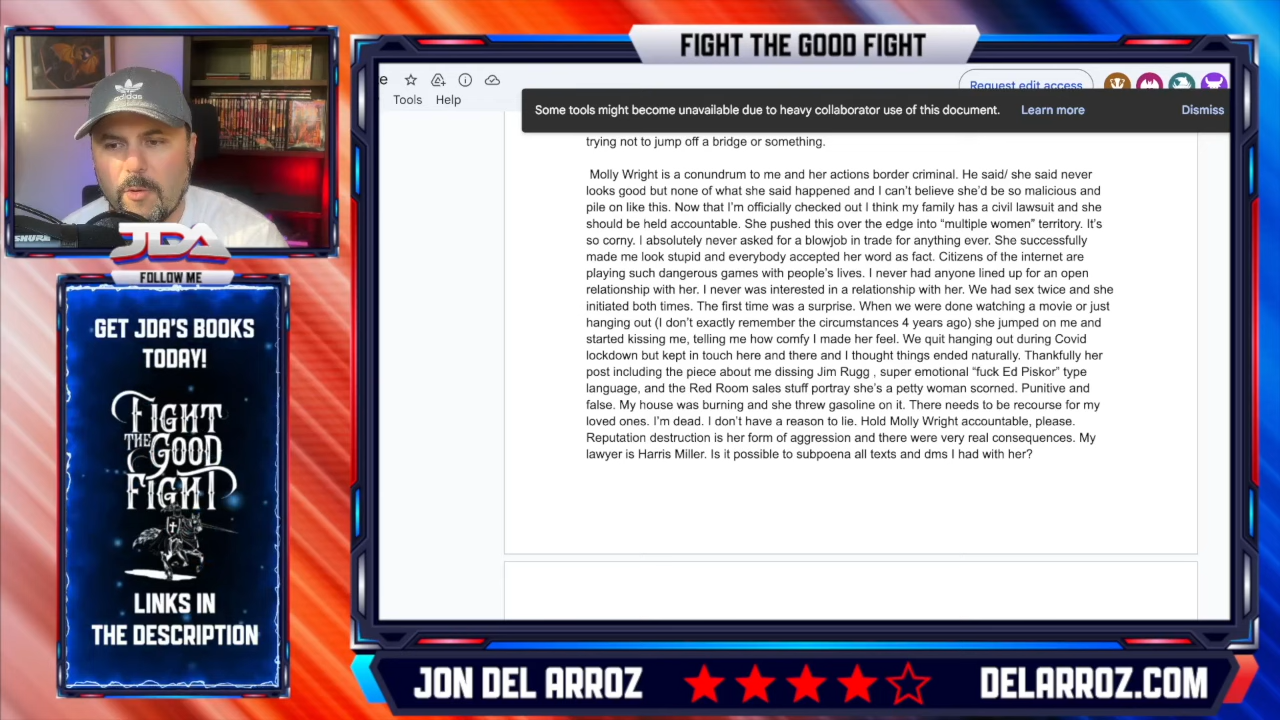 FIGHT THE GOOD FIGHT
adidas
SHURE
JDA
FOLLOW ME
GET JDA'S BOOKS
TODAY!
FIGHT
THE GOOD
FIGHT
LINKS IN
THE DESCRIPTION
e
Request edit access
Tools Help
Some tools might become unavailable due to heavy collaborator use of this document. Learn more Dismiss
trying not to jump off a bridge or something.
Molly Wright is a conundrum to me and her actions border criminal. He said/ she said never
looks good but none of what she said happened and I can't believe she'd be so malicious and
pile on like this. Now that I'm officially checked out I think my family has a civil lawsuit and she
should be held accountable. She pushed this over the edge into “multiple women” territory. It's
so corny. I absolutely never asked for a blowjob in trade for anything ever. She successfully
made me look stupid and everybody accepted her word as fact. Citizens of the internet are
playing such dangerous games with people's lives. I never had anyone lined up for an open
relationship with her. I never was interested in a relationship with her. We had sex twice and she
initiated both times. The first time was a surprise. When we were done watching a movie or just
hanging out (I don't exactly remember the circumstances 4 years ago) she jumped on me and
started kissing me, telling me how comfy I made her feel. We quit hanging out during Covid
lockdown but kept in touch here and there and I thought things ended naturally. Thankfully her
post including the piece about me dissing Jim Rugg , super emotional “fuck Ed Piskor” type
language, and the Red Room sales stuff portray she's a petty woman scorned. Punitive and
false. My house was burning and she threw gasoline on it. There needs to be recourse for my
loved ones. I'm dead. I don't have a reason to lie. Hold Molly Wright accountable, please.
Reputation destruction is her form of aggression and there were very real consequences. My
lawyer is Harris Miller. Is it possible to subpoena all texts and dms I had with her?
JON DEL ARROZ
DELARROZ.COM